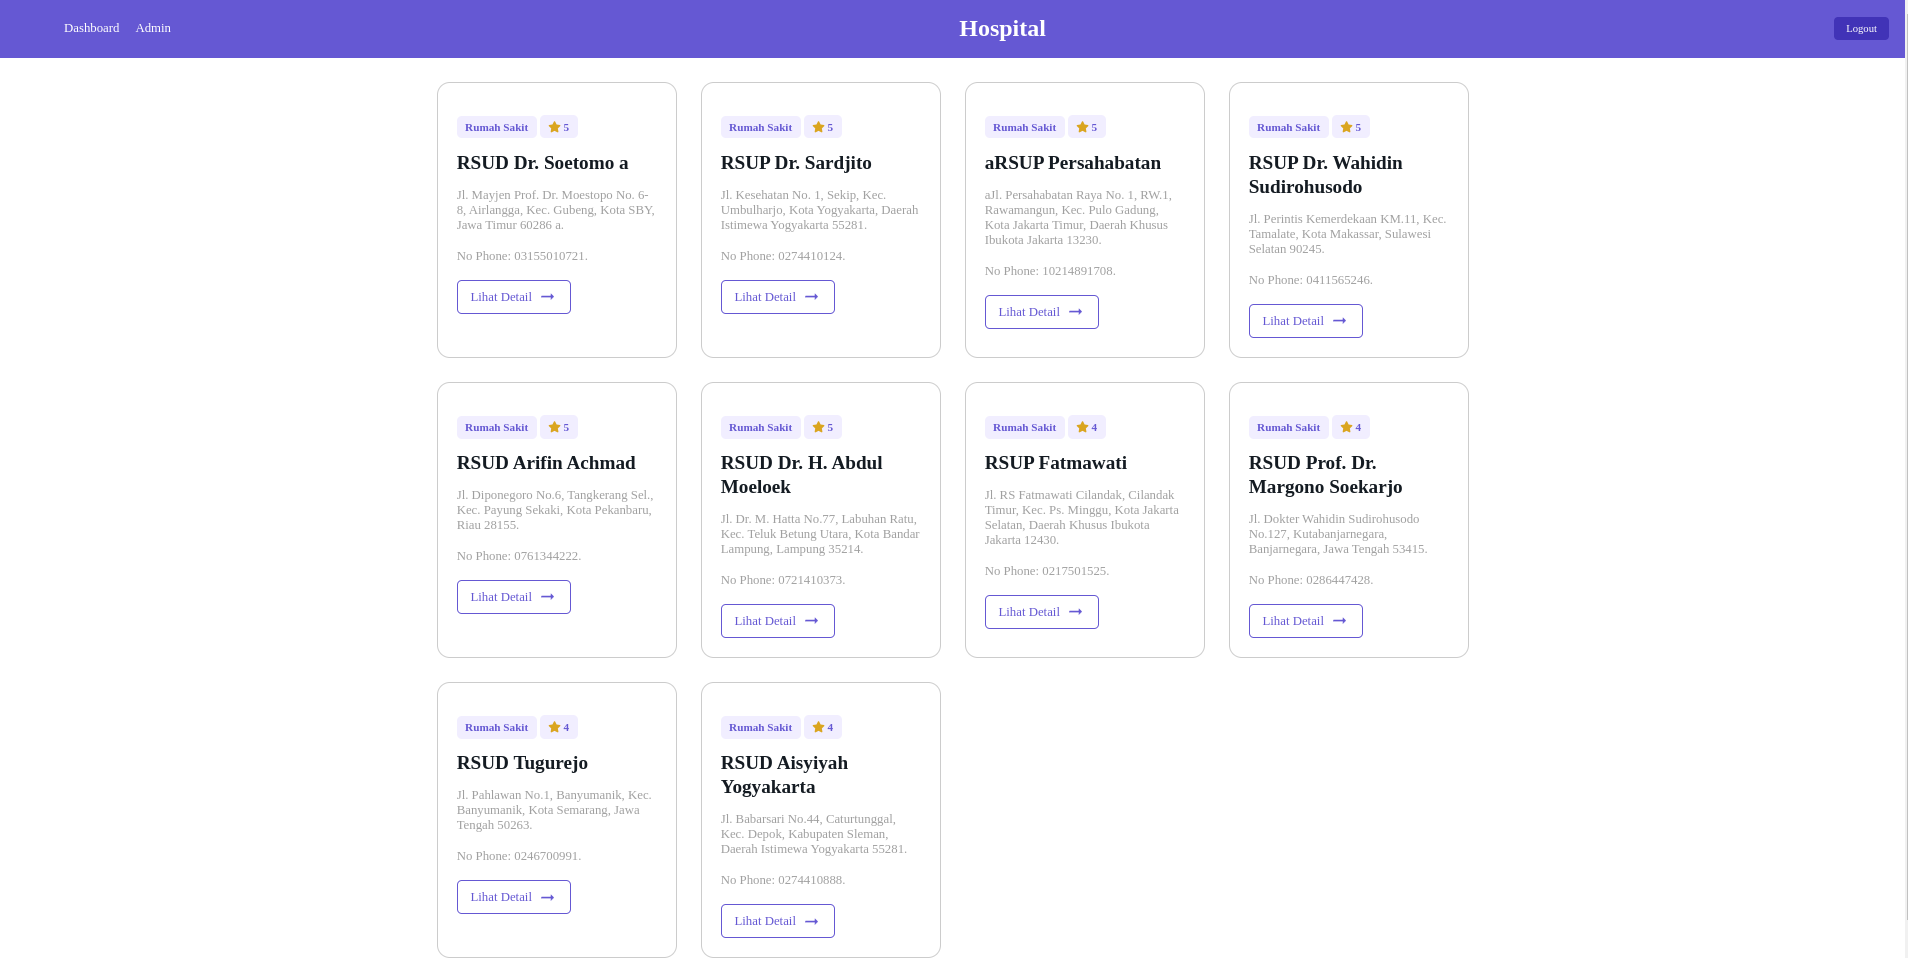 Dashboard Admin
Hospital
Logout
Rumah Sakit 5
RSUD Dr. Soetomo a
Jl. Mayjen Prof. Dr. Moestopo No. 6-
8, Airlangga, Kec. Gubeng, Kota SBY,
Jawa Timur 60286 a.
No Phone: 03155010721.
Lihat Detail
Rumah Sakit 5
RSUP Dr. Sardjito
Jl. Kesehatan No. 1, Sekip, Kec.
Umbulharjo, Kota Yogyakarta, Daerah
Istimewa Yogyakarta 55281.
No Phone: 0274410124.
Lihat Detail
Rumah Sakit 5
aRSUP Persahabatan
aJl. Persahabatan Raya No. 1, RW.1,
Rawamangun, Kec. Pulo Gadung,
Kota Jakarta Timur, Daerah Khusus
Ibukota Jakarta 13230.
No Phone: 10214891708.
Lihat Detail
Rumah Sakit 5
RSUP Dr. Wahidin
Sudirohusodo
Jl. Perintis Kemerdekaan KM.11, Kec.
Tamalate, Kota Makassar, Sulawesi
Selatan 90245.
No Phone: 0411565246.
Lihat Detail
Rumah Sakit 5
RSUD Arifin Achmad
Jl. Diponegoro No.6, Tangkerang Sel.,
Kec. Payung Sekaki, Kota Pekanbaru,
Riau 28155.
No Phone: 0761344222.
Lihat Detail
Rumah Sakit 5
RSUD Dr. H. Abdul
Moeloek
Jl. Dr. M. Hatta No.77, Labuhan Ratu,
Kec. Teluk Betung Utara, Kota Bandar
Lampung, Lampung 35214.
No Phone: 0721410373.
Lihat Detail
Rumah Sakit 4
RSUP Fatmawati
Jl. RS Fatmawati Cilandak, Cilandak
Timur, Kec. Ps. Minggu, Kota Jakarta
Selatan, Daerah Khusus Ibukota
Jakarta 12430.
No Phone: 0217501525.
Lihat Detail
Rumah Sakit 4
RSUD Prof. Dr.
Margono Soekarjo
Jl. Dokter Wahidin Sudirohusodo
No.127, Kutabanjarnegara,
Banjarnegara, Jawa Tengah 53415.
No Phone: 0286447428.
Lihat Detail
Rumah Sakit 4
RSUD Tugurejo
Jl. Pahlawan No.1, Banyumanik, Kec.
Banyumanik, Kota Semarang, Jawa
Tengah 50263.
No Phone: 0246700991.
Lihat Detail
Rumah Sakit 4
RSUD Aisyiyah
Yogyakarta
Jl. Babarsari No.44, Caturtunggal,
Kec. Depok, Kabupaten Sleman,
Daerah Istimewa Yogyakarta 55281.
No Phone: 0274410888.
Lihat Detail